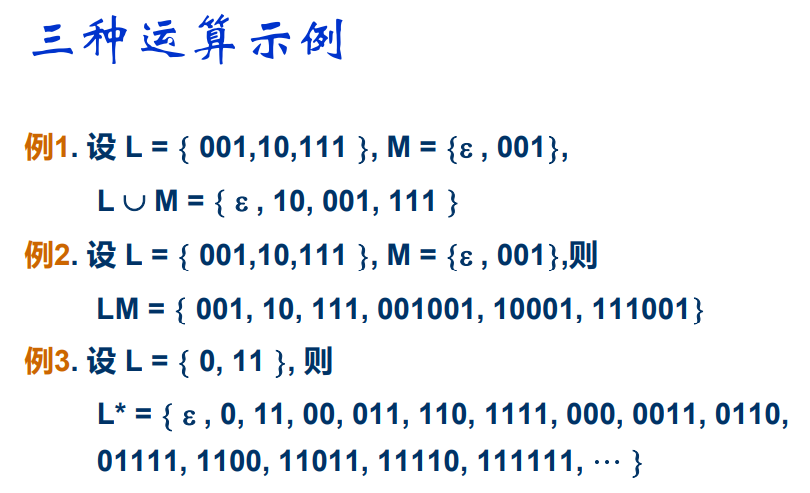 三种运算示例
例1. 设 L = { 001,10,111 }, M = {ε , 001},
L ∪ M = { ε , 10, 001, 111 }
例2. 设 L = { 001,10,111 }, M = {ε , 001},则
LM = { 001, 10, 111, 001001, 10001, 111001}
例3. 设 L = { 0, 11 }, 则
L* = { ε , 0, 11, 00, 011, 110, 1111, 000, 0011, 0110,
01111, 1100, 11011, 11110, 111111, ⋯ }